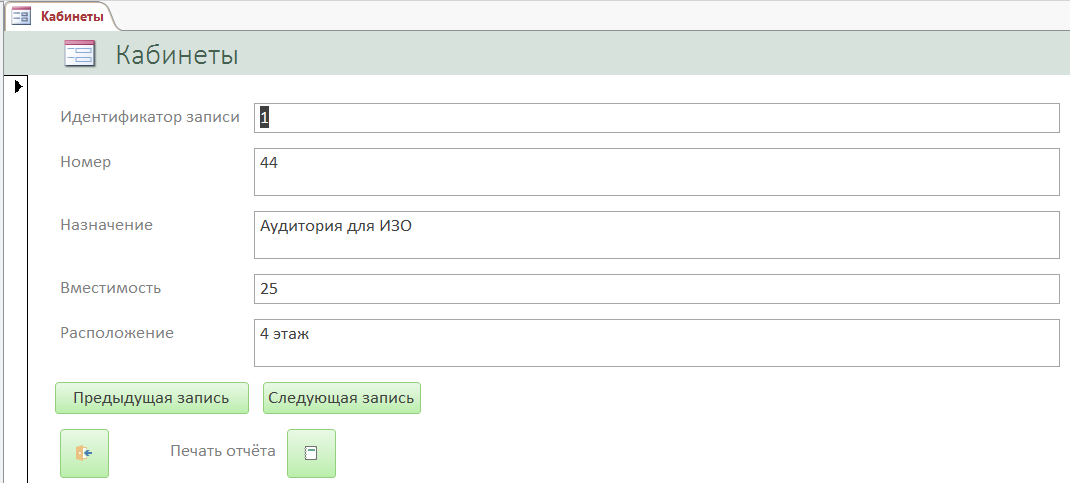 Кабинеты
Кабинеты
Идентификатор записи 1
Номер 44
Назначение Аудитория для ИЗО
Вместимость 25
Расположение 4 этаж
Предыдущая запись Следующая запись
Печать отчёта